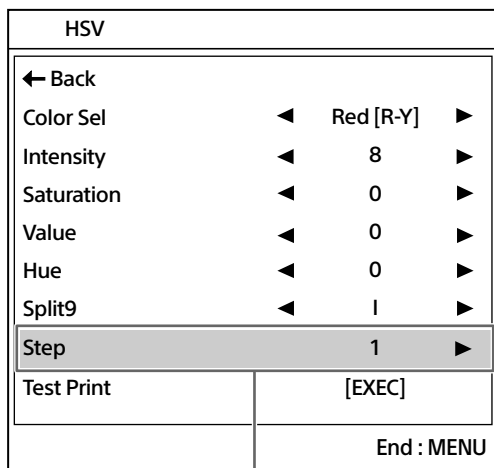 HSV
← Back
Color Sel ◀ Red [R-Y] ▶
Intensity ◀ 8 ▶
Saturation ◀ 0 ▶
Value ◀ 0 ▶
Hue ◀ 0 ▶
Split9 ◀ I ▶
Step 1 ▶
Test Print [EXEC]
End : MENU